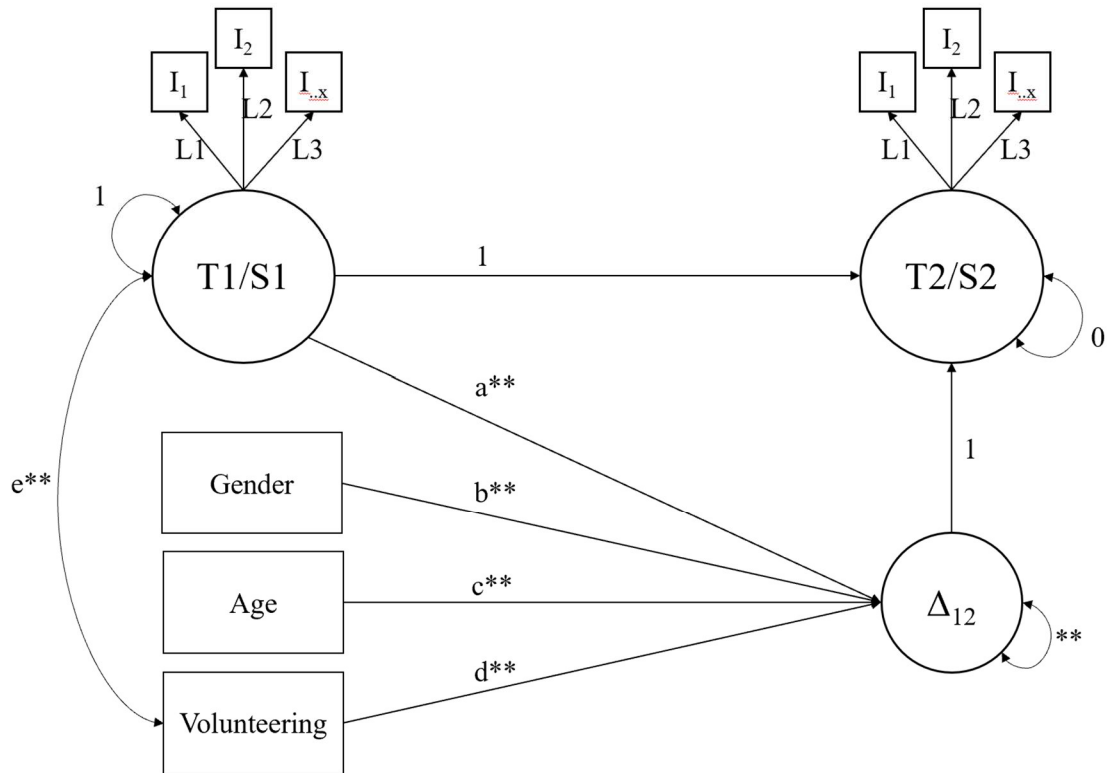 I₂
I₂
I₁
I..ₓ
I₁
I..ₓ
L2
L2
L1
L3
L1
L3
1
T1/S1
1
T2/S2
0
a**
1
e**
Gender
b**
Age
c**
Δ₁₂
**
d**
Volunteering